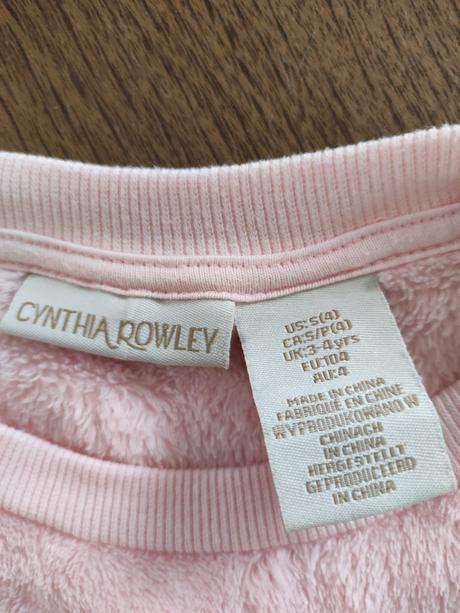 CYNTHIA ROWLEY
US:S(4)
CA:S/P(4)
UK:3-4yrs
EU:104
AU:4
MADE IN CHINA
FABRIQUÉ EN CHINE
WYPRODUKOWANO W
CHINACH
IN CHINA
HERGESTELLT
GEPRODUCEERD
IN CHINA